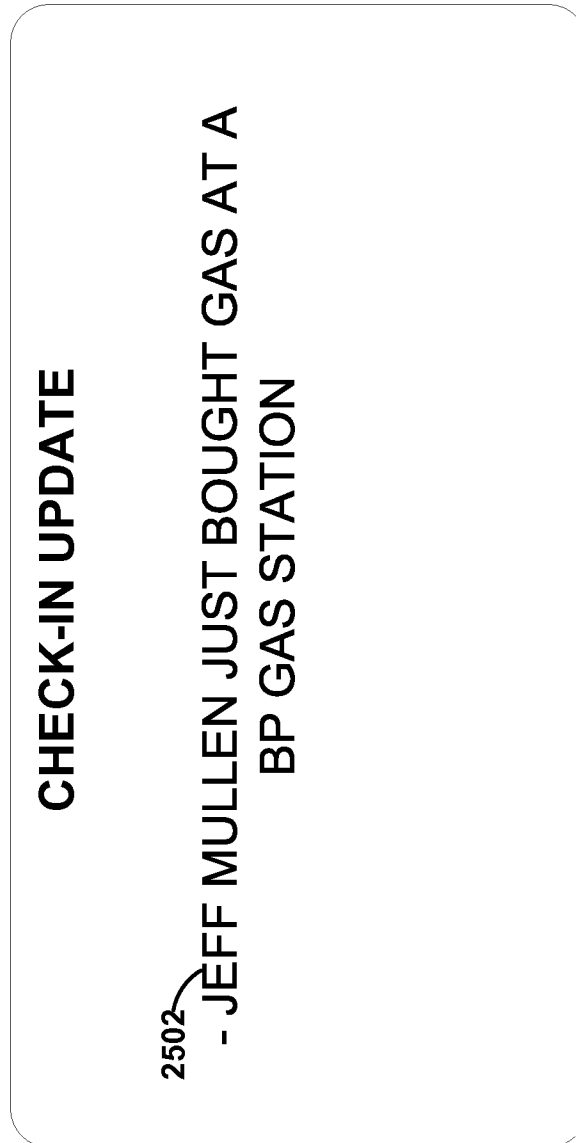 CHECK-IN UPDATE
2502
- JEFF MULLEN JUST BOUGHT GAS AT A
BP GAS STATION